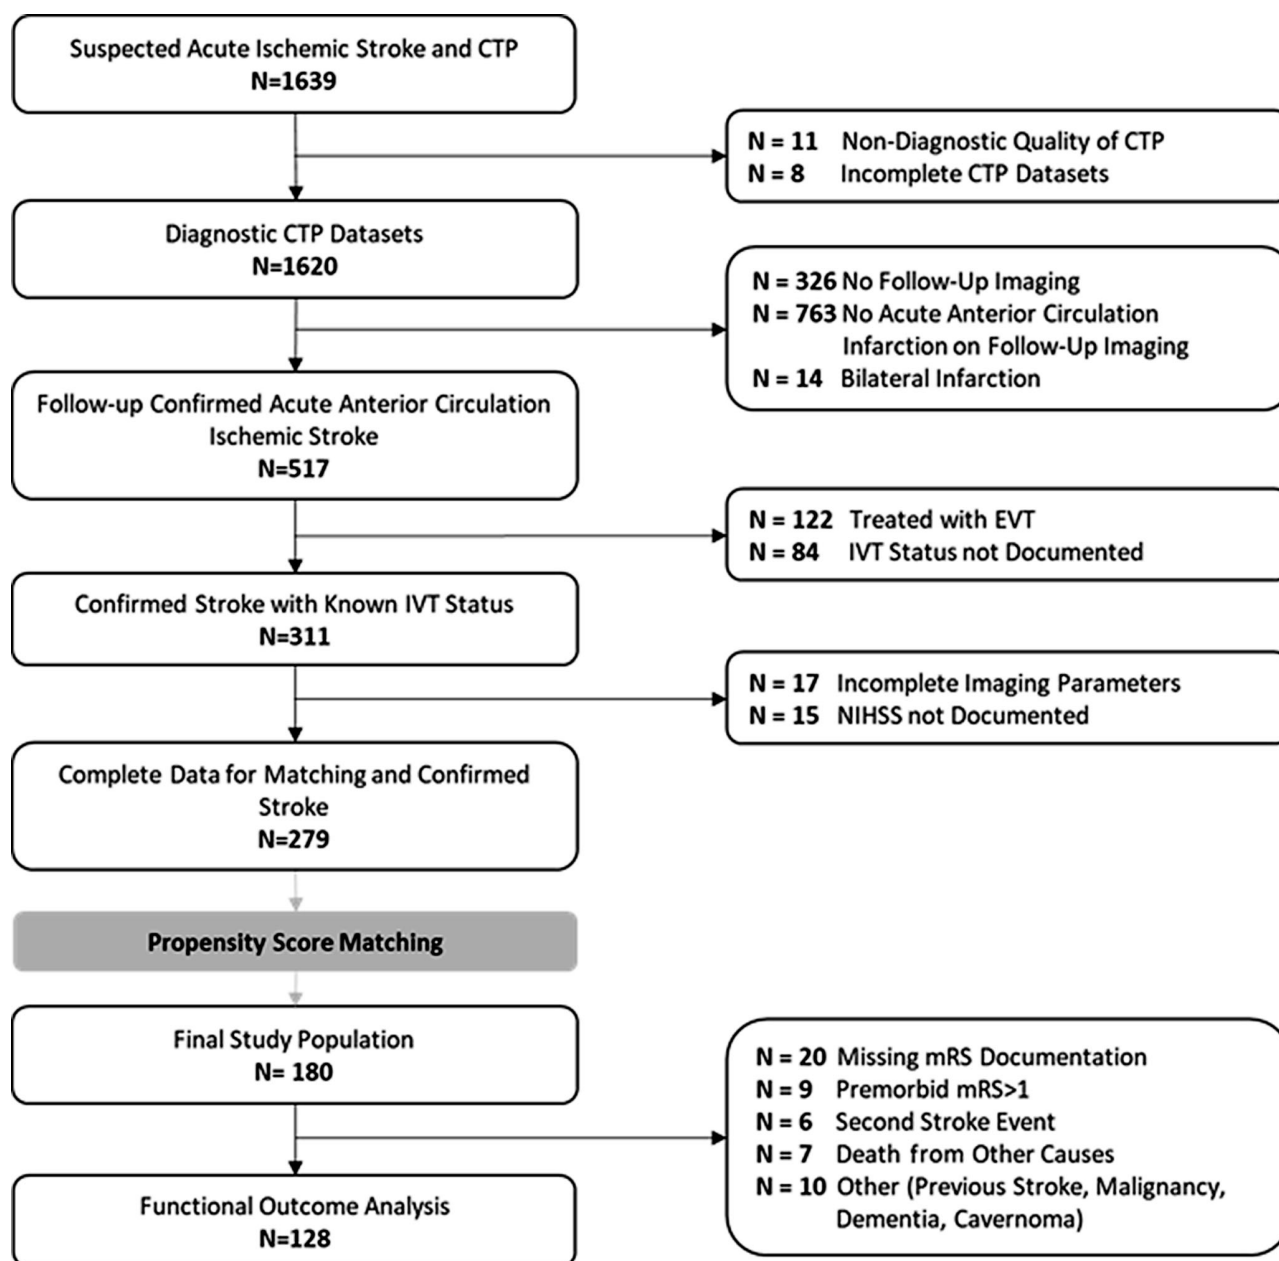 Suspected Acute Ischemic Stroke and CTP
N=1639
N = 11 Non-Diagnostic Quality of CTP
N = 8 Incomplete CTP Datasets
Diagnostic CTP Datasets
N=1620
N = 326 No Follow-Up Imaging
N = 763 No Acute Anterior Circulation
Infarction on Follow-Up Imaging
N = 14 Bilateral Infarction
Follow-up Confirmed Acute Anterior Circulation
Ischemic Stroke
N=517
N = 122 Treated with EVT
N = 84 IVT Status not Documented
Confirmed Stroke with Known IVT Status
N=311
N = 17 Incomplete Imaging Parameters
N = 15 NIHSS not Documented
Complete Data for Matching and Confirmed
Stroke
N=279
Propensity Score Matching
Final Study Population
N= 180
N = 20 Missing mRS Documentation
N = 9 Premorbid mRS>1
N = 6 Second Stroke Event
N = 7 Death from Other Causes
N = 10 Other (Previous Stroke, Malignancy,
Dementia, Cavernoma)
Functional Outcome Analysis
N=128